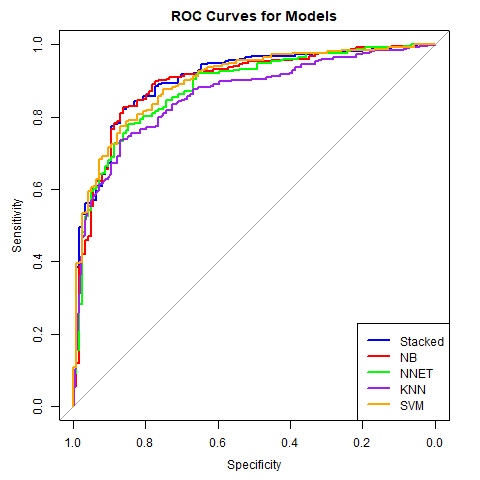 ROC Curves for Models
Sensitivity
1.0
0.8
0.6
0.4
0.2
0.0
Stacked
NB
NNET
KNN
SVM
1.0 0.8 0.6 0.4 0.2 0.0
Specificity